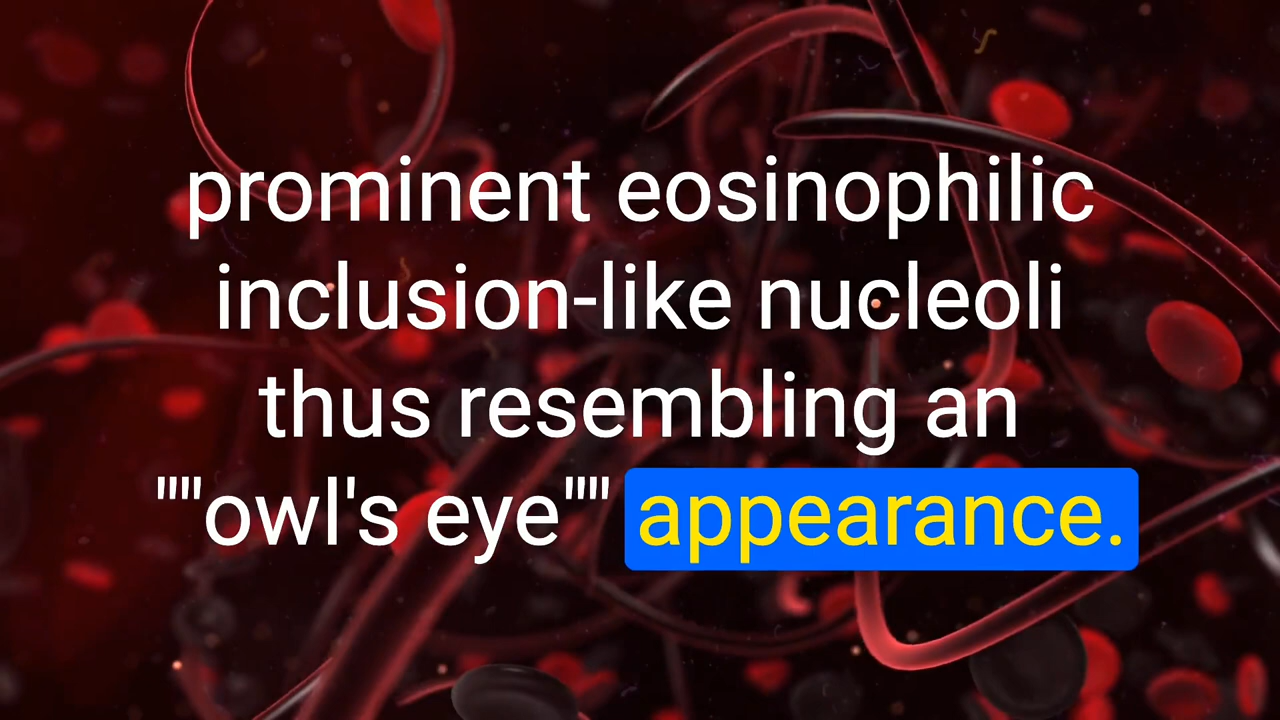 prominent eosinophilic
inclusion-like nucleoli
thus resembling an
""owl's eye"" appearance.